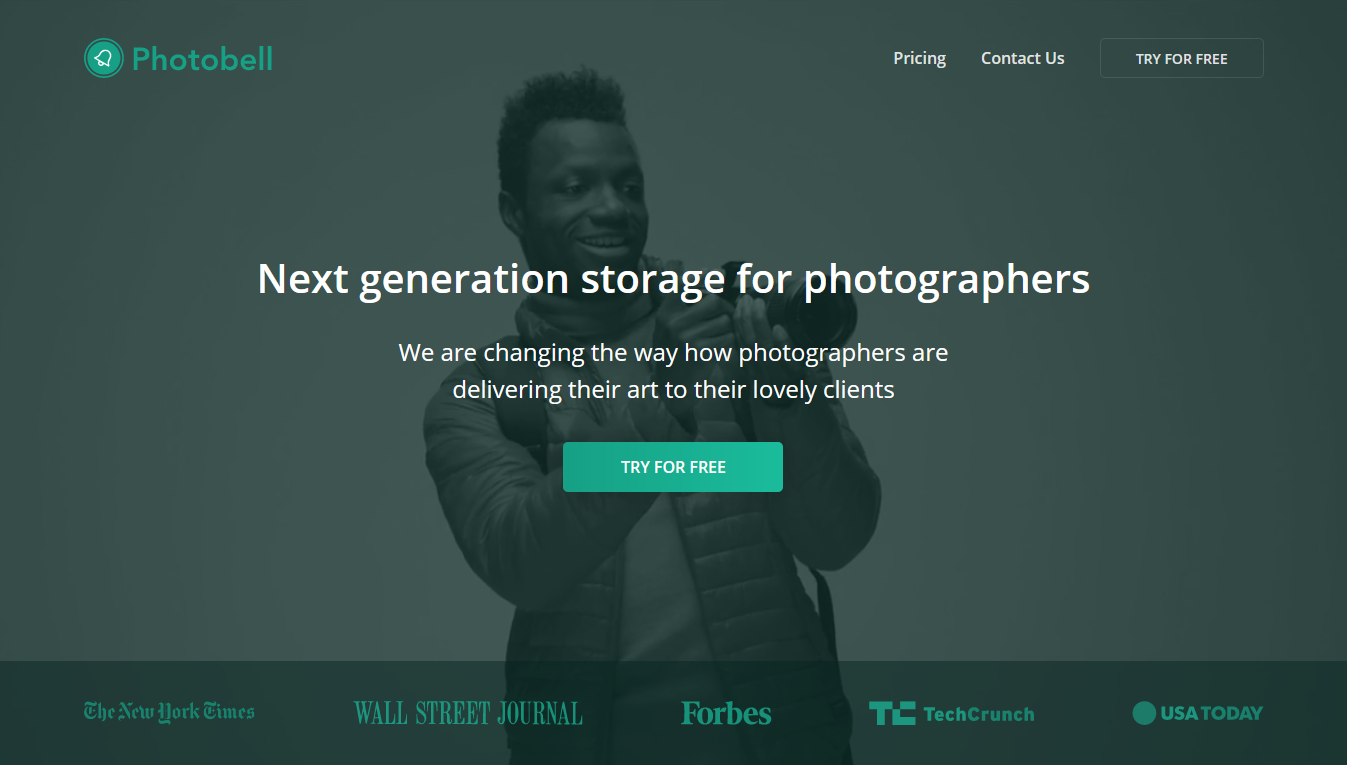 Photobell
Pricing
Contact Us
TRY FOR FREE
Next generation storage for photographers
We are changing the way how photographers are
delivering their art to their lovely clients
TRY FOR FREE
The New York Times
WALL STREET JOURNAL
Forbes
TechCrunch
USA TODAY